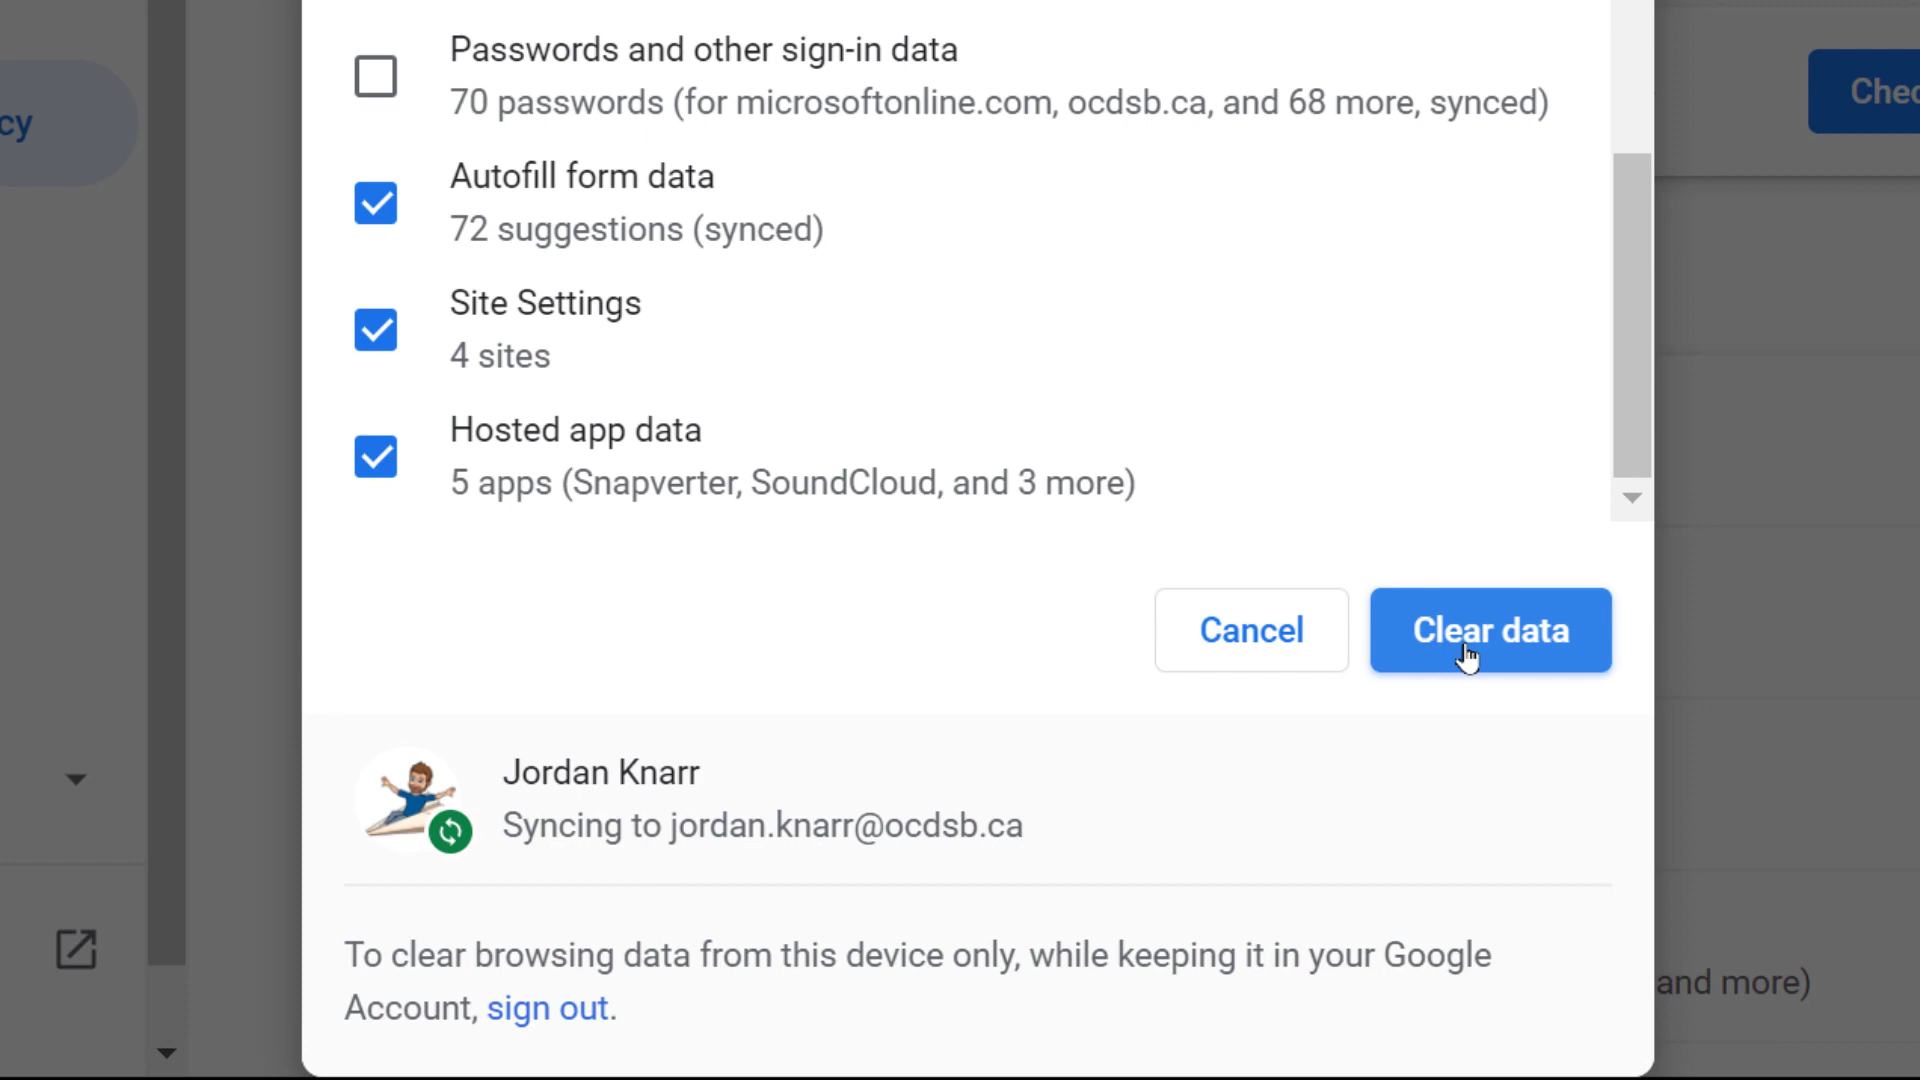 Passwords and other sign-in data
70 passwords (for microsoftonline.com, ocdsb.ca, and 68 more, synced)
Autofill form data
72 suggestions (synced)
Site Settings
4 sites
Hosted app data
5 apps (Snapverter, SoundCloud, and 3 more)
Cancel
Clear data
Jordan Knarr
Syncing to jordan.knarr@ocdsb.ca
To clear browsing data from this device only, while keeping it in your Google
Account, sign out.
cy
Chec
and more)